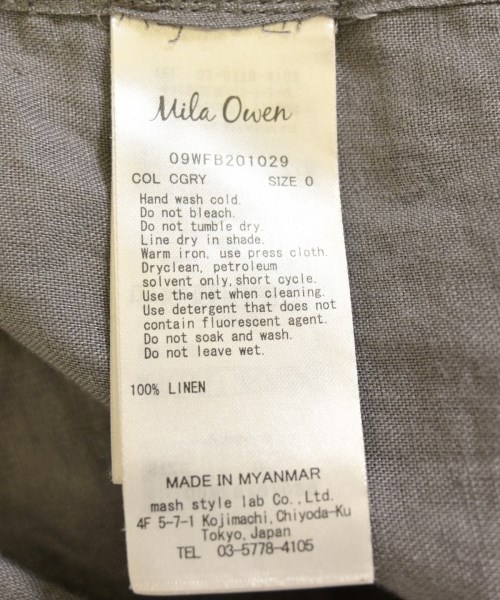 Mila Owen
09WFB201029
COL CGRY SIZE 0
Hand wash cold.
Do not bleach.
Do not tumble dry.
Line dry in shade.
Warm iron, use press cloth.
Dryclean, petroleum
solvent only,short cycle.
Use the net when cleaning.
Use detergent that does not
contain fluorescent agent.
Do not soak and wash.
Do not leave wet.
100% LINEN
MADE IN MYANMAR
mash style lab Co.,Ltd.
4F 5-7-1 Kojimachi,Chiyoda-Ku
Tokyo,Japan
TEL 03-5778-4105